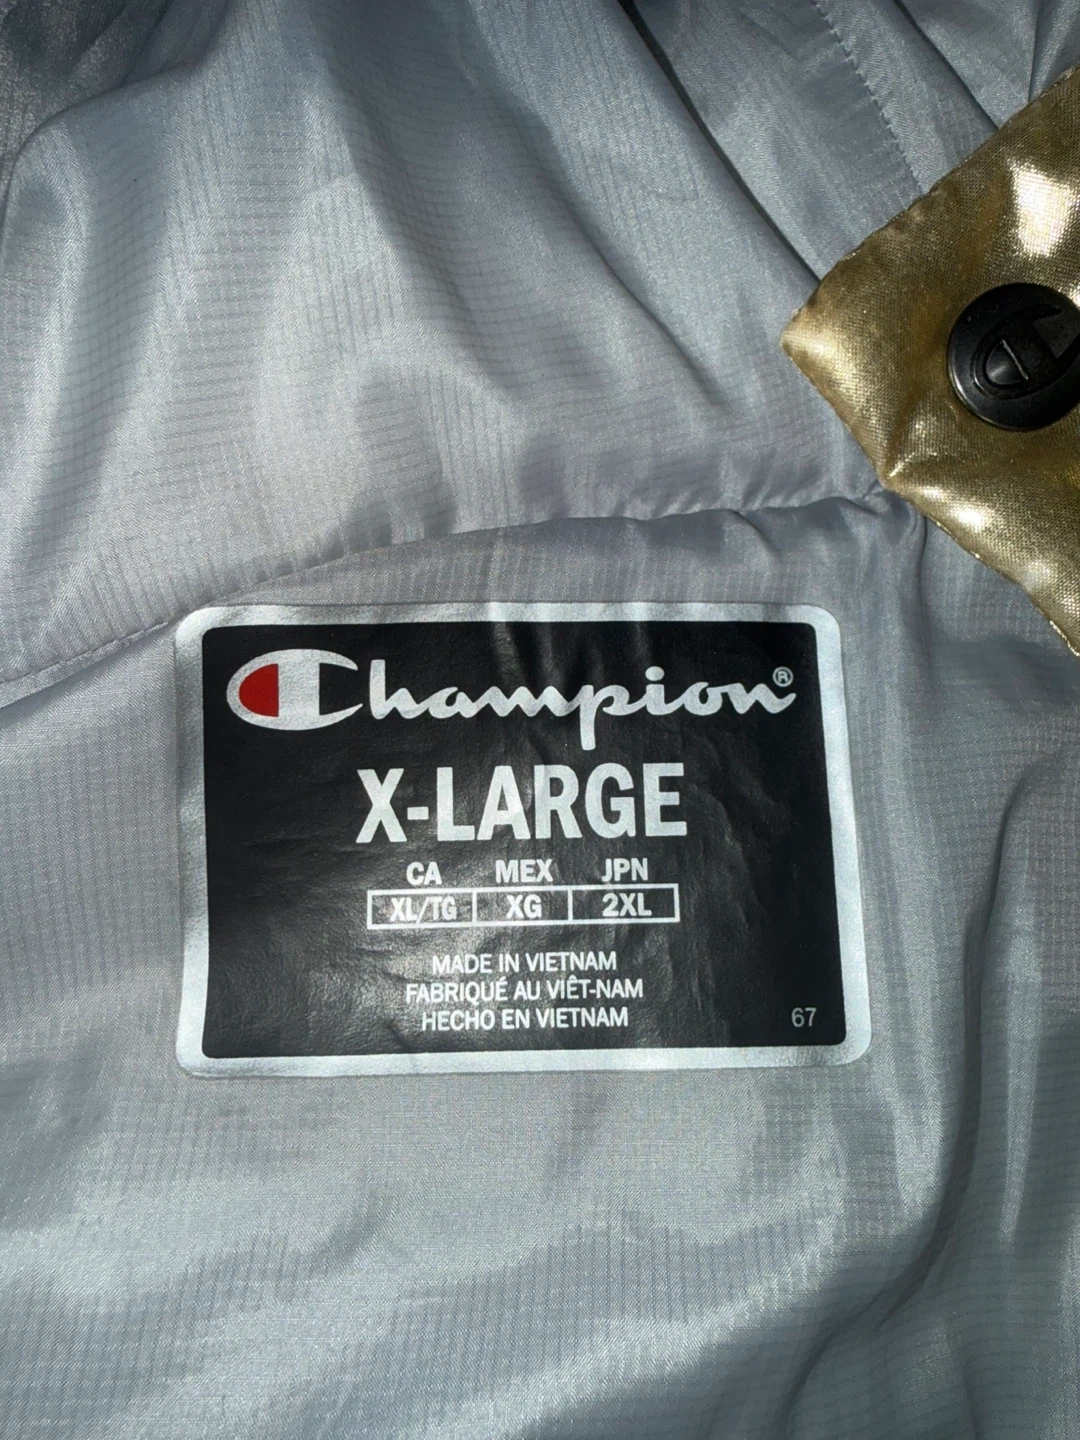 Champion®
X-LARGE
CA MEX JPN
XL/TG XG 2XL
MADE IN VIETNAM
FABRIQUÉ AU VIÊT-NAM
HECHO EN VIETNAM
67